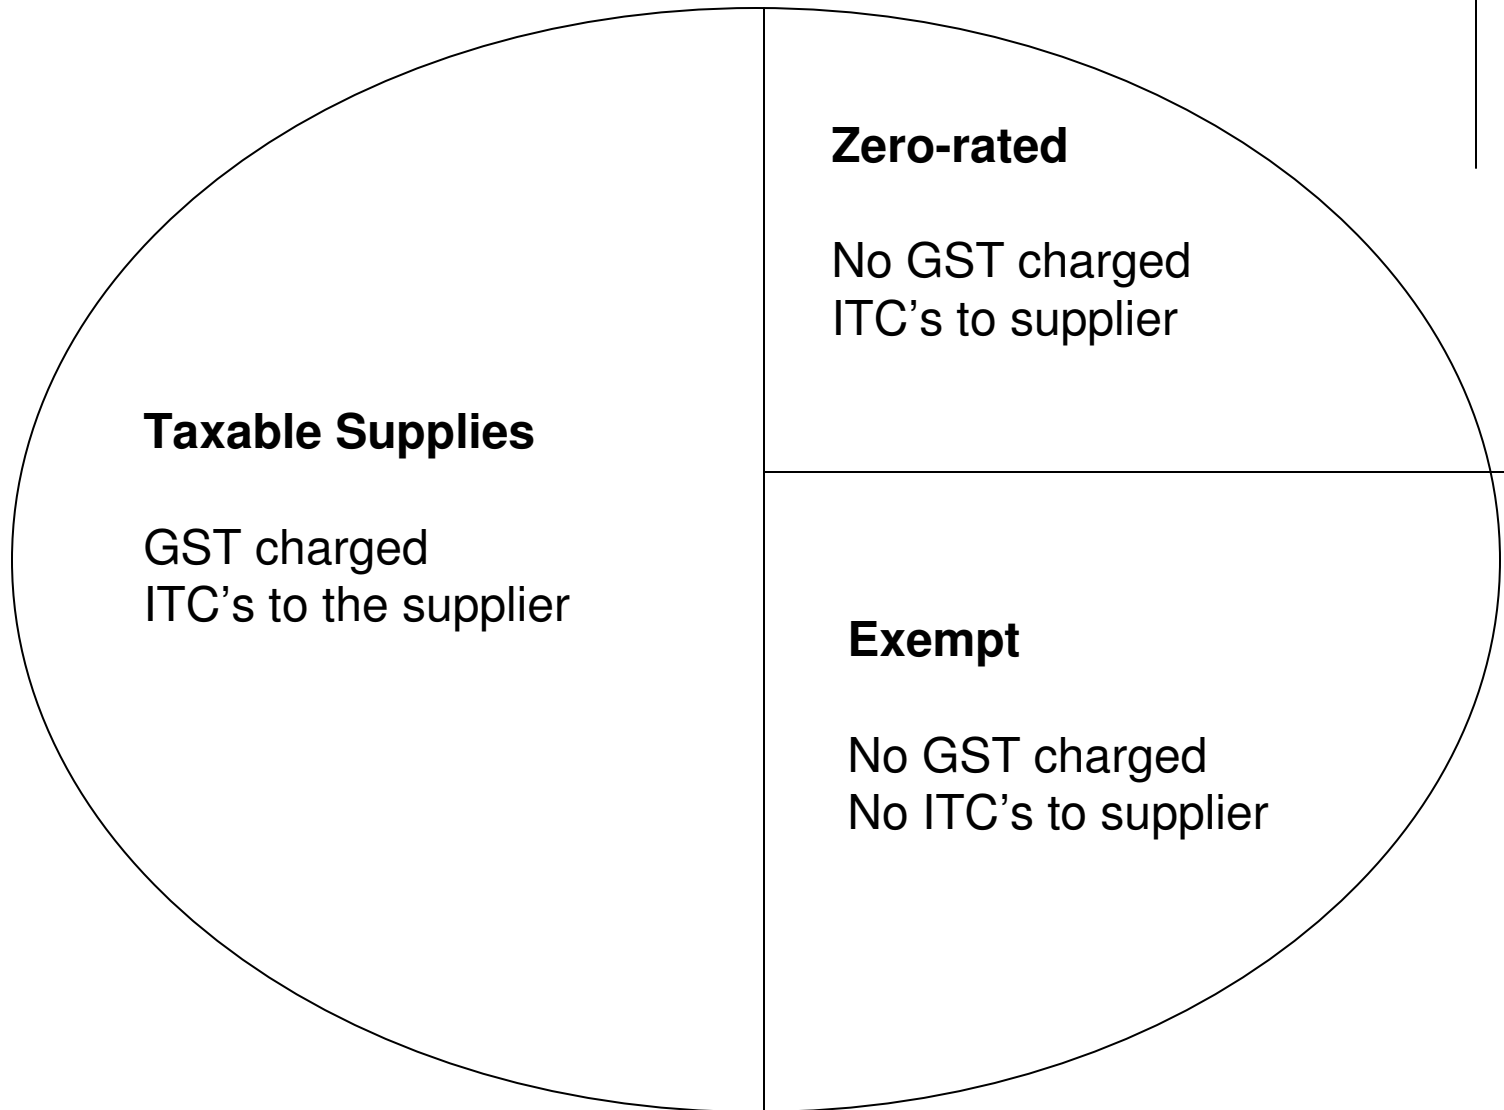 Taxable Supplies
GST charged
ITC’s to the supplier
Zero-rated
No GST charged
ITC’s to supplier
Exempt
No GST charged
No ITC’s to supplier